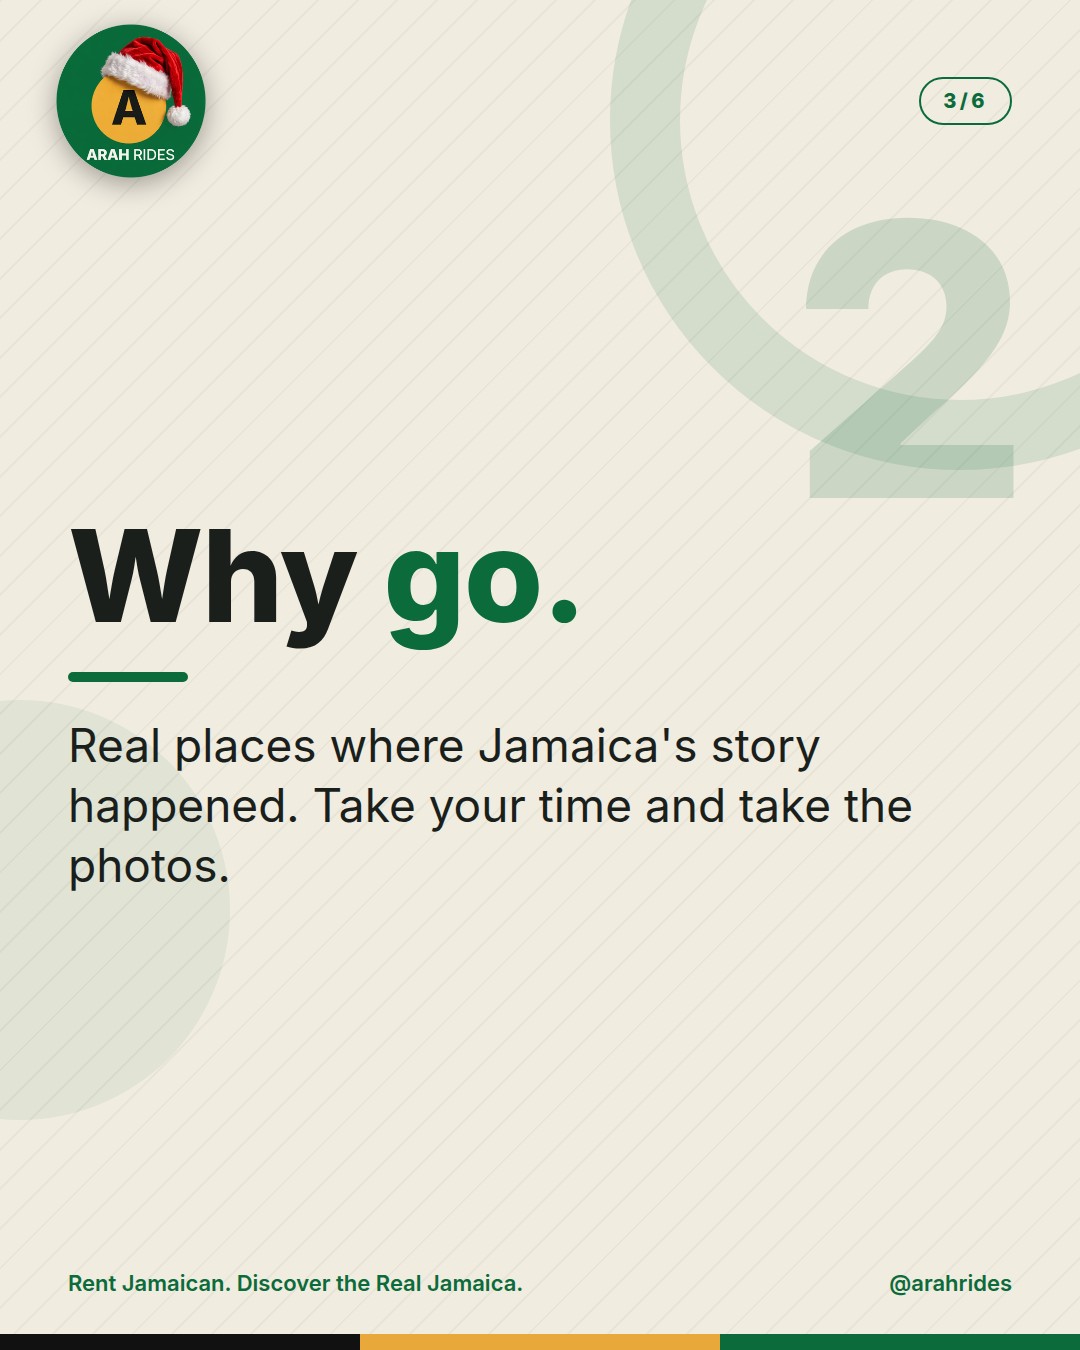 A
ARAH RIDES
3/6
2
Why go.
Real places where Jamaica's story
happened. Take your time and take the
photos.
Rent Jamaican. Discover the Real Jamaica.
@arahrides